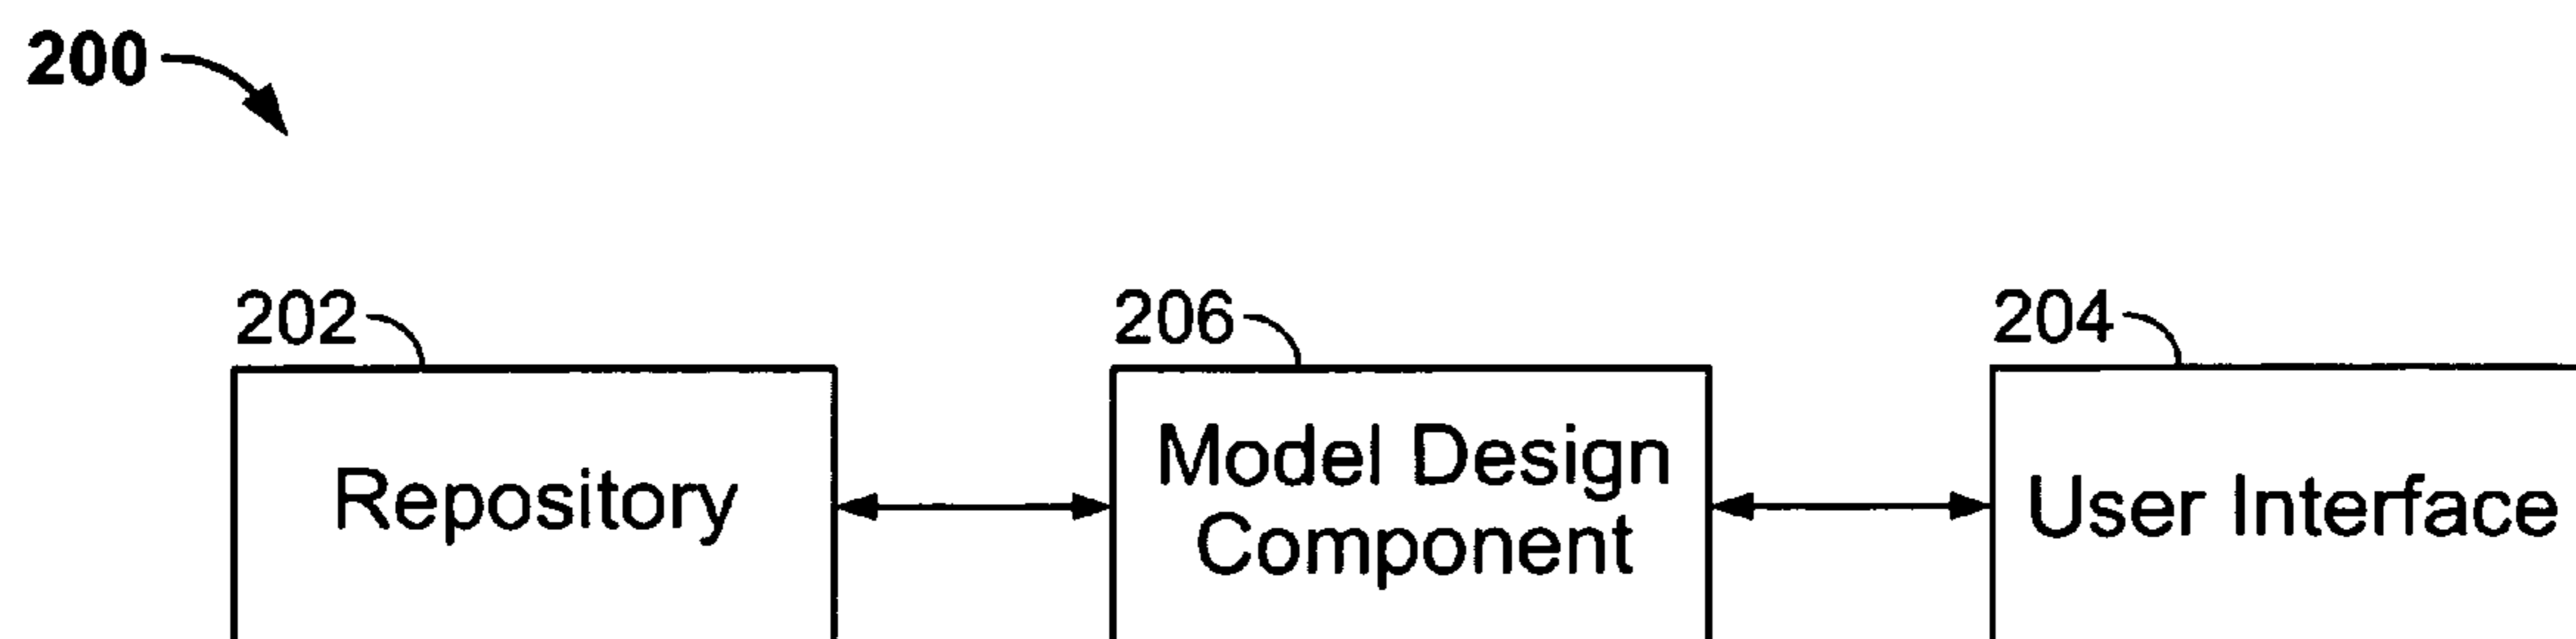 200
202
206
204
Repository
Model Design
Component
User Interface